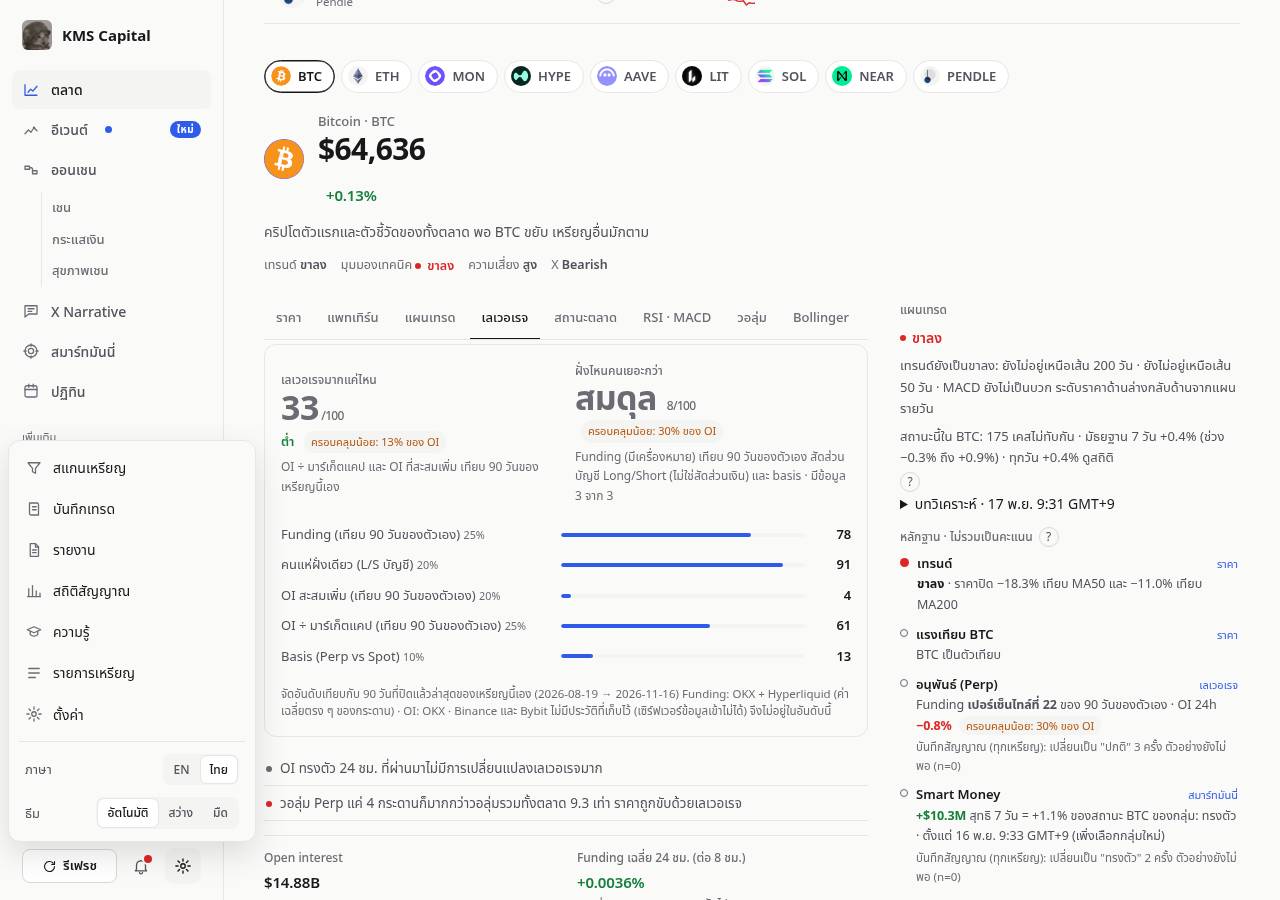 Pendle
KMS Capital
ตลาด
อีเวนต์
ใหม่
ออนเชน
เชน
กระแสเงิน
สุขภาพเชน
X Narrative
สมาร์ทมันนี่
ปฏิทิน
เพิ่มเติม
สแกนเหรียญ
บันทึกเทรด
รายงาน
สถิติสัญญาณ
ความรู้
รายการเหรียญ
ตั้งค่า
ภาษา
EN ไทย
ธีม
อัตโนมัติ สว่าง มืด
รีเฟรช
BTC ETH MON HYPE AAVE LIT SOL NEAR PENDLE
Bitcoin · BTC
$64,636
+0.13%
คริปโตตัวแรกและตัวชี้วัดของทั้งตลาด พอ BTC ขยับ เหรียญอื่นมักตาม
เทรนด์ ขาลง มุมมองเทคนิค ขาลง ความเสี่ยง สูง X Bearish
ราคา แพทเทิร์น แผนเทรด เลเวอเรจ สถานะตลาด RSI · MACD วอลุ่ม Bollinger
เลเวอเรจมากแค่ไหน
33/100
ต่ำ ครอบคลุมน้อย: 13% ของ OI
OI ÷ มาร์เก็ตแคป และ OI ที่สะสมเพิ่ม เทียบ 90 วันของ
เหรียญนี้เอง
ฝั่งไหนคนเยอะกว่า
สมดุล 8/100
ครอบคลุมน้อย: 30% ของ OI
Funding (มีเครื่องหมาย) เทียบ 90 วันของตัวเอง สัดส่วน
บัญชี Long/Short (ไม่ใช่สัดส่วนเงิน) และ basis · มีข้อมูล
3 จาก 3
Funding (เทียบ 90 วันของตัวเอง) 25% 78
คนแห่ฝั่งเดียว (L/S บัญชี) 20% 91
OI สะสมเพิ่ม (เทียบ 90 วันของตัวเอง) 20% 4
OI ÷ มาร์เก็ตแคป (เทียบ 90 วันของตัวเอง) 25% 61
Basis (Perp vs Spot) 10% 13
จัดอันดับเทียบกับ 90 วันที่ปิดแล้วล่าสุดของเหรียญนี้เอง (2026-08-19 → 2026-11-16) Funding: OKX + Hyperliquid (ค่า
เฉลี่ยตรง ๆ ของกระดาน) · OI: OKX · Binance และ Bybit ไม่มีประวัติที่เก็บไว้ (เซิร์ฟเวอร์ข้อมูลเข้าไม่ได้) จึงไม่อยู่ในอันดับนี้
OI ทรงตัว 24 ชม. ที่ผ่านมาไม่มีการเปลี่ยนแปลงเลเวอเรจมาก
วอลุ่ม Perp แค่ 4 กระดานก็มากกว่าวอลุ่มรวมทั้งตลาด 9.3 เท่า ราคาถูกขับด้วยเลเวอเรจ
Open interest
$14.88B
Funding เฉลี่ย 24 ชม. (ต่อ 8 ชม.)
+0.0036%
แผนเทรด
ขาลง
เทรนด์ยังเป็นขาลง: ยังไม่อยู่เหนือเส้น 200 วัน · ยังไม่อยู่เหนือเส้น
50 วัน · MACD ยังไม่เป็นบวก ระดับราคาด้านล่างกลับด้านจากแผน
รายวัน
สถานะนี้ใน BTC: 175 เคสไม่ทับกัน · มัธยฐาน 7 วัน +0.4% (ช่วง
−0.3% ถึง +0.9%) · ทุกวัน +0.4% ดูสถิติ
?
บทวิเคราะห์ · 17 พ.ย. 9:31 GMT+9
หลักฐาน · ไม่รวมเป็นคะแนน ?
เทรนด์ ราคา
ขาลง · ราคาปิด −18.3% เทียบ MA50 และ −11.0% เทียบ
MA200
แรงเทียบ BTC ราคา
BTC เป็นตัวเทียบ
อนุพันธ์ (Perp) เลเวอเรจ
Funding เปอร์เซ็นไทล์ที่ 22 ของ 90 วันของตัวเอง · OI 24h
−0.8% ครอบคลุมน้อย: 30% ของ OI
บันทึกสัญญาณ (ทุกเหรียญ): เปลี่ยนเป็น "ปกติ" 3 ครั้ง ตัวอย่างยังไม่
พอ (n=0)
Smart Money สมาร์ทมันนี่
+$10.3M สุทธิ 7 วัน = +1.1% ของสถานะ BTC ของกลุ่ม: ทรงตัว
· ตั้งแต่ 16 พ.ย. 9:33 GMT+9 (เพิ่งเลือกกลุ่มใหม่)
บันทึกสัญญาณ (ทุกเหรียญ): เปลี่ยนเป็น "ทรงตัว" 2 ครั้ง ตัวอย่างยังไม่
พอ (n=0)